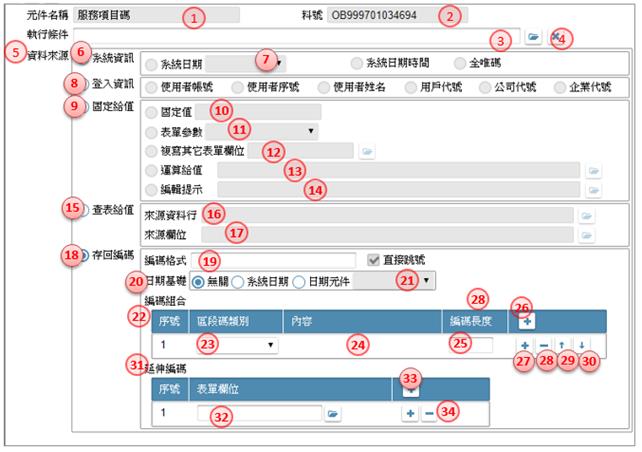 元件名稱 服務項目碼 1 料號 OB999701034694 2
執行條件 3 4
5 資料來源 6 系統資訊 系統日期 7 系統日期時間 全唯碼
8 登入資訊 使用者帳號 使用者序號 使用者姓名 用戶代號 公司代號 企業代號
9 固定給值 固定值 10
表單參數 11
複寫其它表單欄位 12
運算給值 13
編輯提示 14
15 查表給值 來源資料行 16
來源欄位 17
18 存回編碼 編碼格式 19 直接跳號
20 日期基礎 無關 系統日期 日期元件 21
編碼組合 28
22 序號 區段碼類別 內容 編碼長度 26
1 23 24 25 27 28 29 30
31 延伸編碼
序號 表單欄位 33
1 32 34